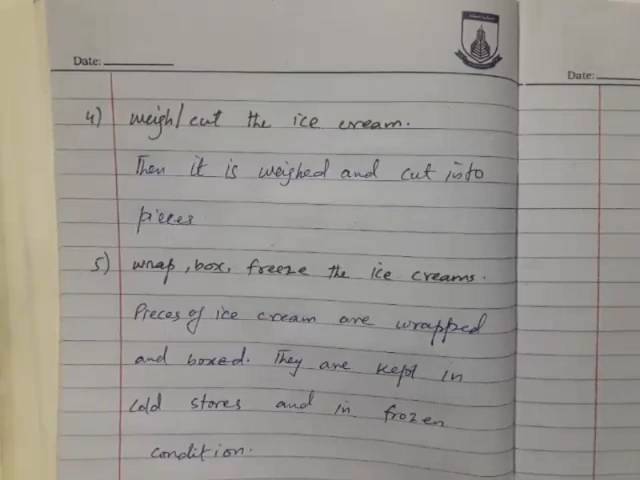 Date:
Date:
4) weigh/cut the ice cream.
Then it is weighed and cut into
pieces
5) wrap, box, freeze the ice creams.
Pieces of ice cream are wrapped
and boxed. They are kept in
cold stores and in frozen
condition.